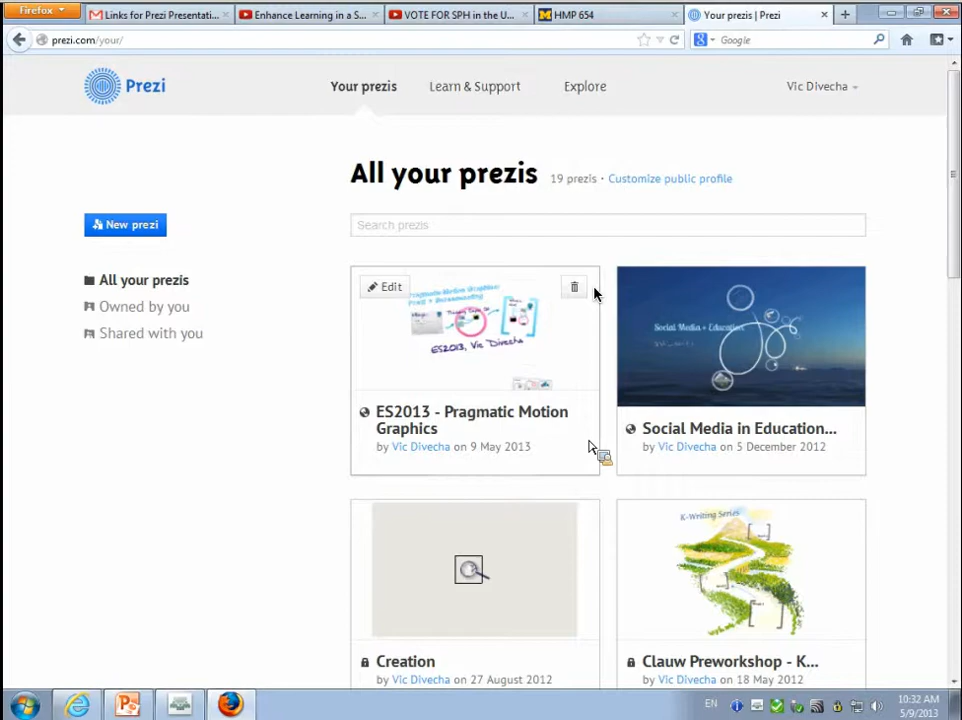 Firefox
Links for Prezi Presentati...
Enhance Learning in a S...
VOTE FOR SPH in the U...
HMP 654
Your prezis | Prezi
prezi.com/your/
Google
Prezi
Your prezis
Learn & Support
Explore
Vic Divecha
All your prezis
19 prezis · Customize public profile
New prezi
Search prezis
All your prezis
Owned by you
Shared with you
Edit
Pragmatic Motion Graphics
ES2013, Vic Divecha
ES2013 - Pragmatic Motion
Graphics
by Vic Divecha on 9 May 2013
Social Media + Education
Social Media in Education...
by Vic Divecha on 5 December 2012
Creation
by Vic Divecha on 27 August 2012
K-Writing Series
Clauw Preworkshop - K...
by Vic Divecha on 18 May 2012
EN
10:32 AM
5/9/2013